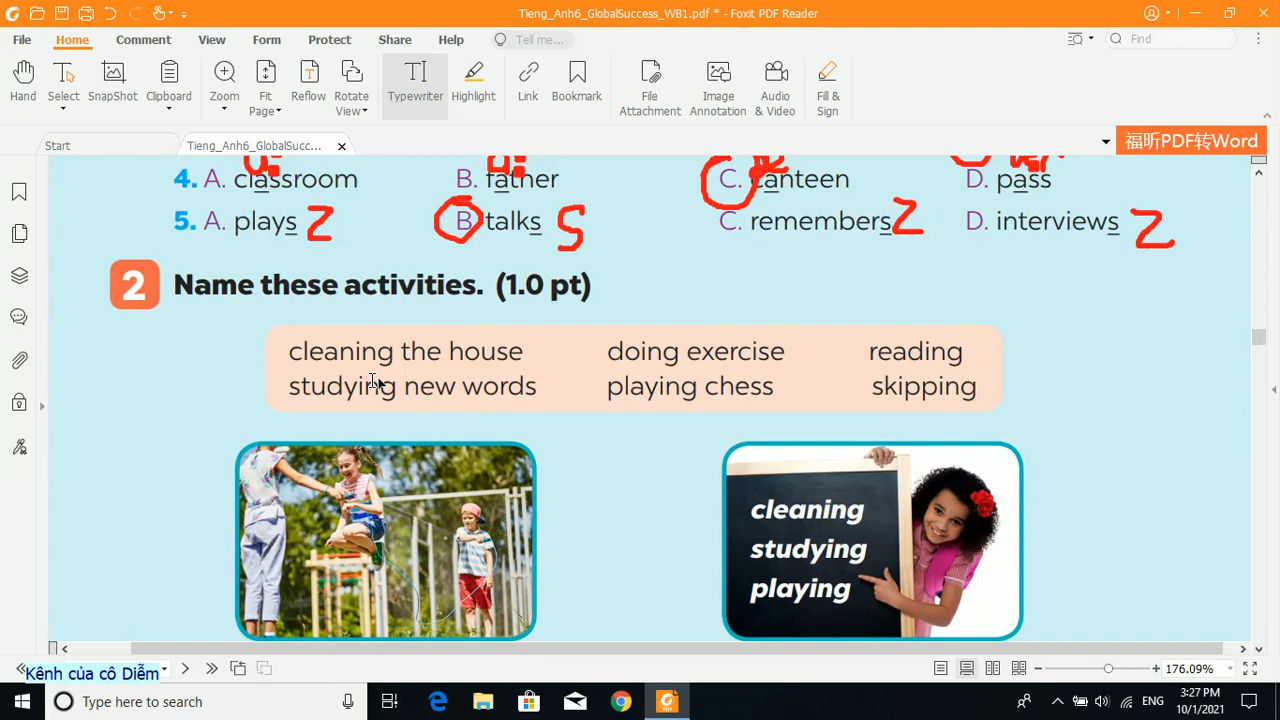 Tieng_Anh6_GlobalSuccess_WB1.pdf * - Foxit PDF Reader
File Home Comment View Form Protect Share Help Tell me... Find
Hand Select SnapShot Clipboard Zoom Fit Page Reflow Rotate View Typewriter Highlight Link Bookmark File Attachment Image Annotation Audio & Video Fill & Sign
Start Tieng_Anh6_GlobalSucc... 福昕PDF转Word
4. A. classroom B. father C. canteen D. pass
5. A. plays Z B. talks S C. remembers Z D. interviews Z
2 Name these activities. (1.0 pt)
cleaning the house doing exercise reading
studying new words playing chess skipping
cleaning
studying
playing
Kênh của cô Diễm 176.09%
Type here to search ENG 3:27 PM
10/1/2021